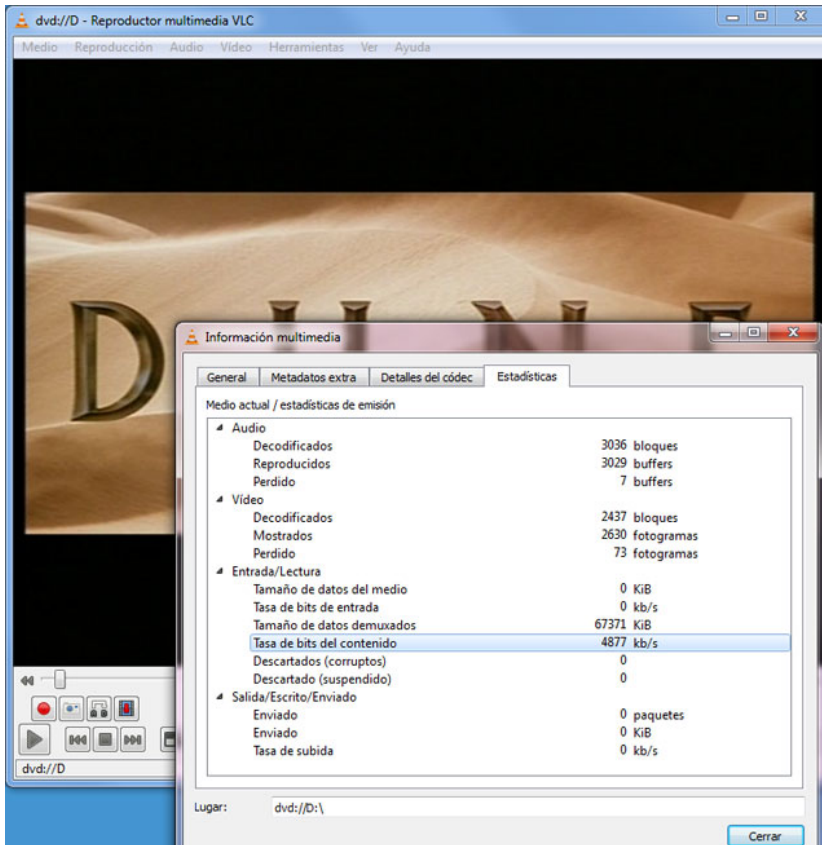 dvd://D - Reproductor multimedia VLC
Medio Reproducción Audio Vídeo Herramientas Ver Ayuda
DUNE
Información multimedia
General Metadatos extra Detalles del códec Estadísticas
Medio actual / estadísticas de emisión
Audio
Decodificados 3036 bloques
Reproducidos 3029 buffers
Perdido 7 buffers
Vídeo
Decodificados 2437 bloques
Mostrados 2630 fotogramas
Perdido 73 fotogramas
Entrada/Lectura
Tamaño de datos del medio 0 KiB
Tasa de bits de entrada 0 kb/s
Tamaño de datos demuxados 67371 KiB
Tasa de bits del contenido 4877 kb/s
Descartados (corruptos) 0
Descartado (suspendido) 0
Salida/Escrito/Enviado
Enviado 0 paquetes
Enviado 0 KiB
Tasa de subida 0 kb/s
dvd://D
Lugar: dvd://D:\
Cerrar